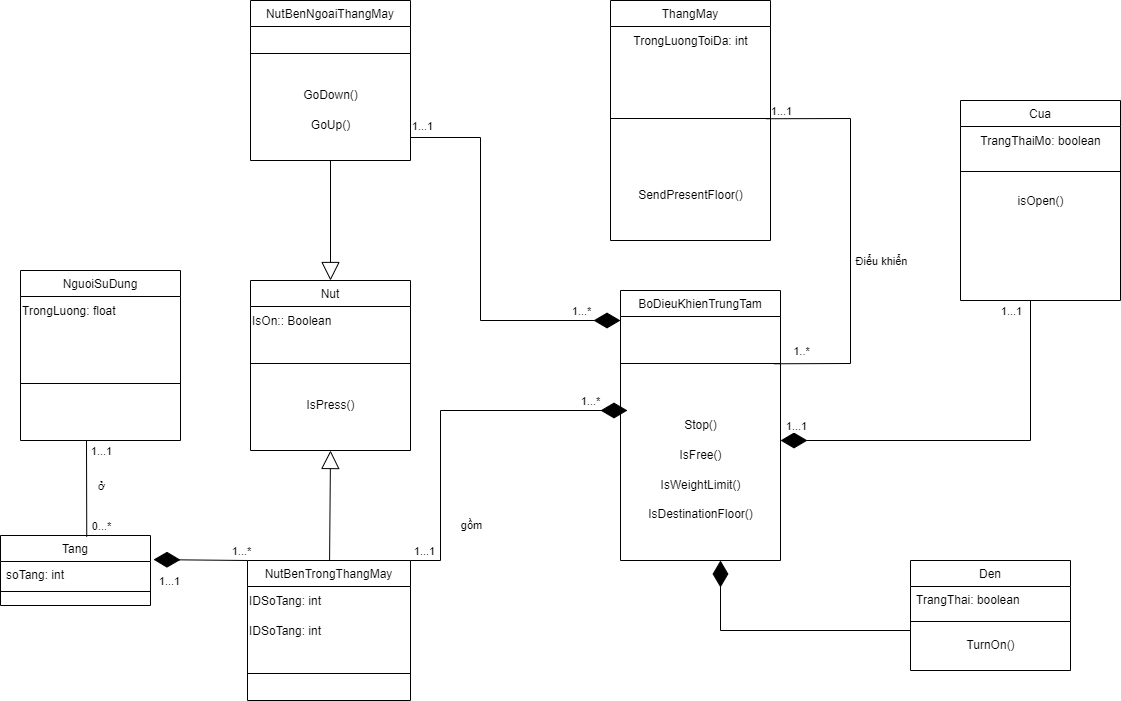 NutBenNgoaiThangMay
GoDown()
GoUp()
1...1
ThangMay
TrongLuongToiDa: int
SendPresentFloor()
1...1
Cua
TrangThaiMo: boolean
isOpen()
1...1
Điều khiển
NguoiSuDung
TrongLuong: float
1...1
ở
0...*
Nut
IsOn:: Boolean
IsPress()
1...*
BoDieuKhienTrungTam
1..*
1...*
Stop()
IsFree()
IsWeightLimit()
IsDestinationFloor()
1...1
gồm
Tang
soTang: int
1...1
1...*
1...1
NutBenTrongThangMay
IDSoTang: int
IDSoTang: int
Den
TrangThai: boolean
TurnOn()